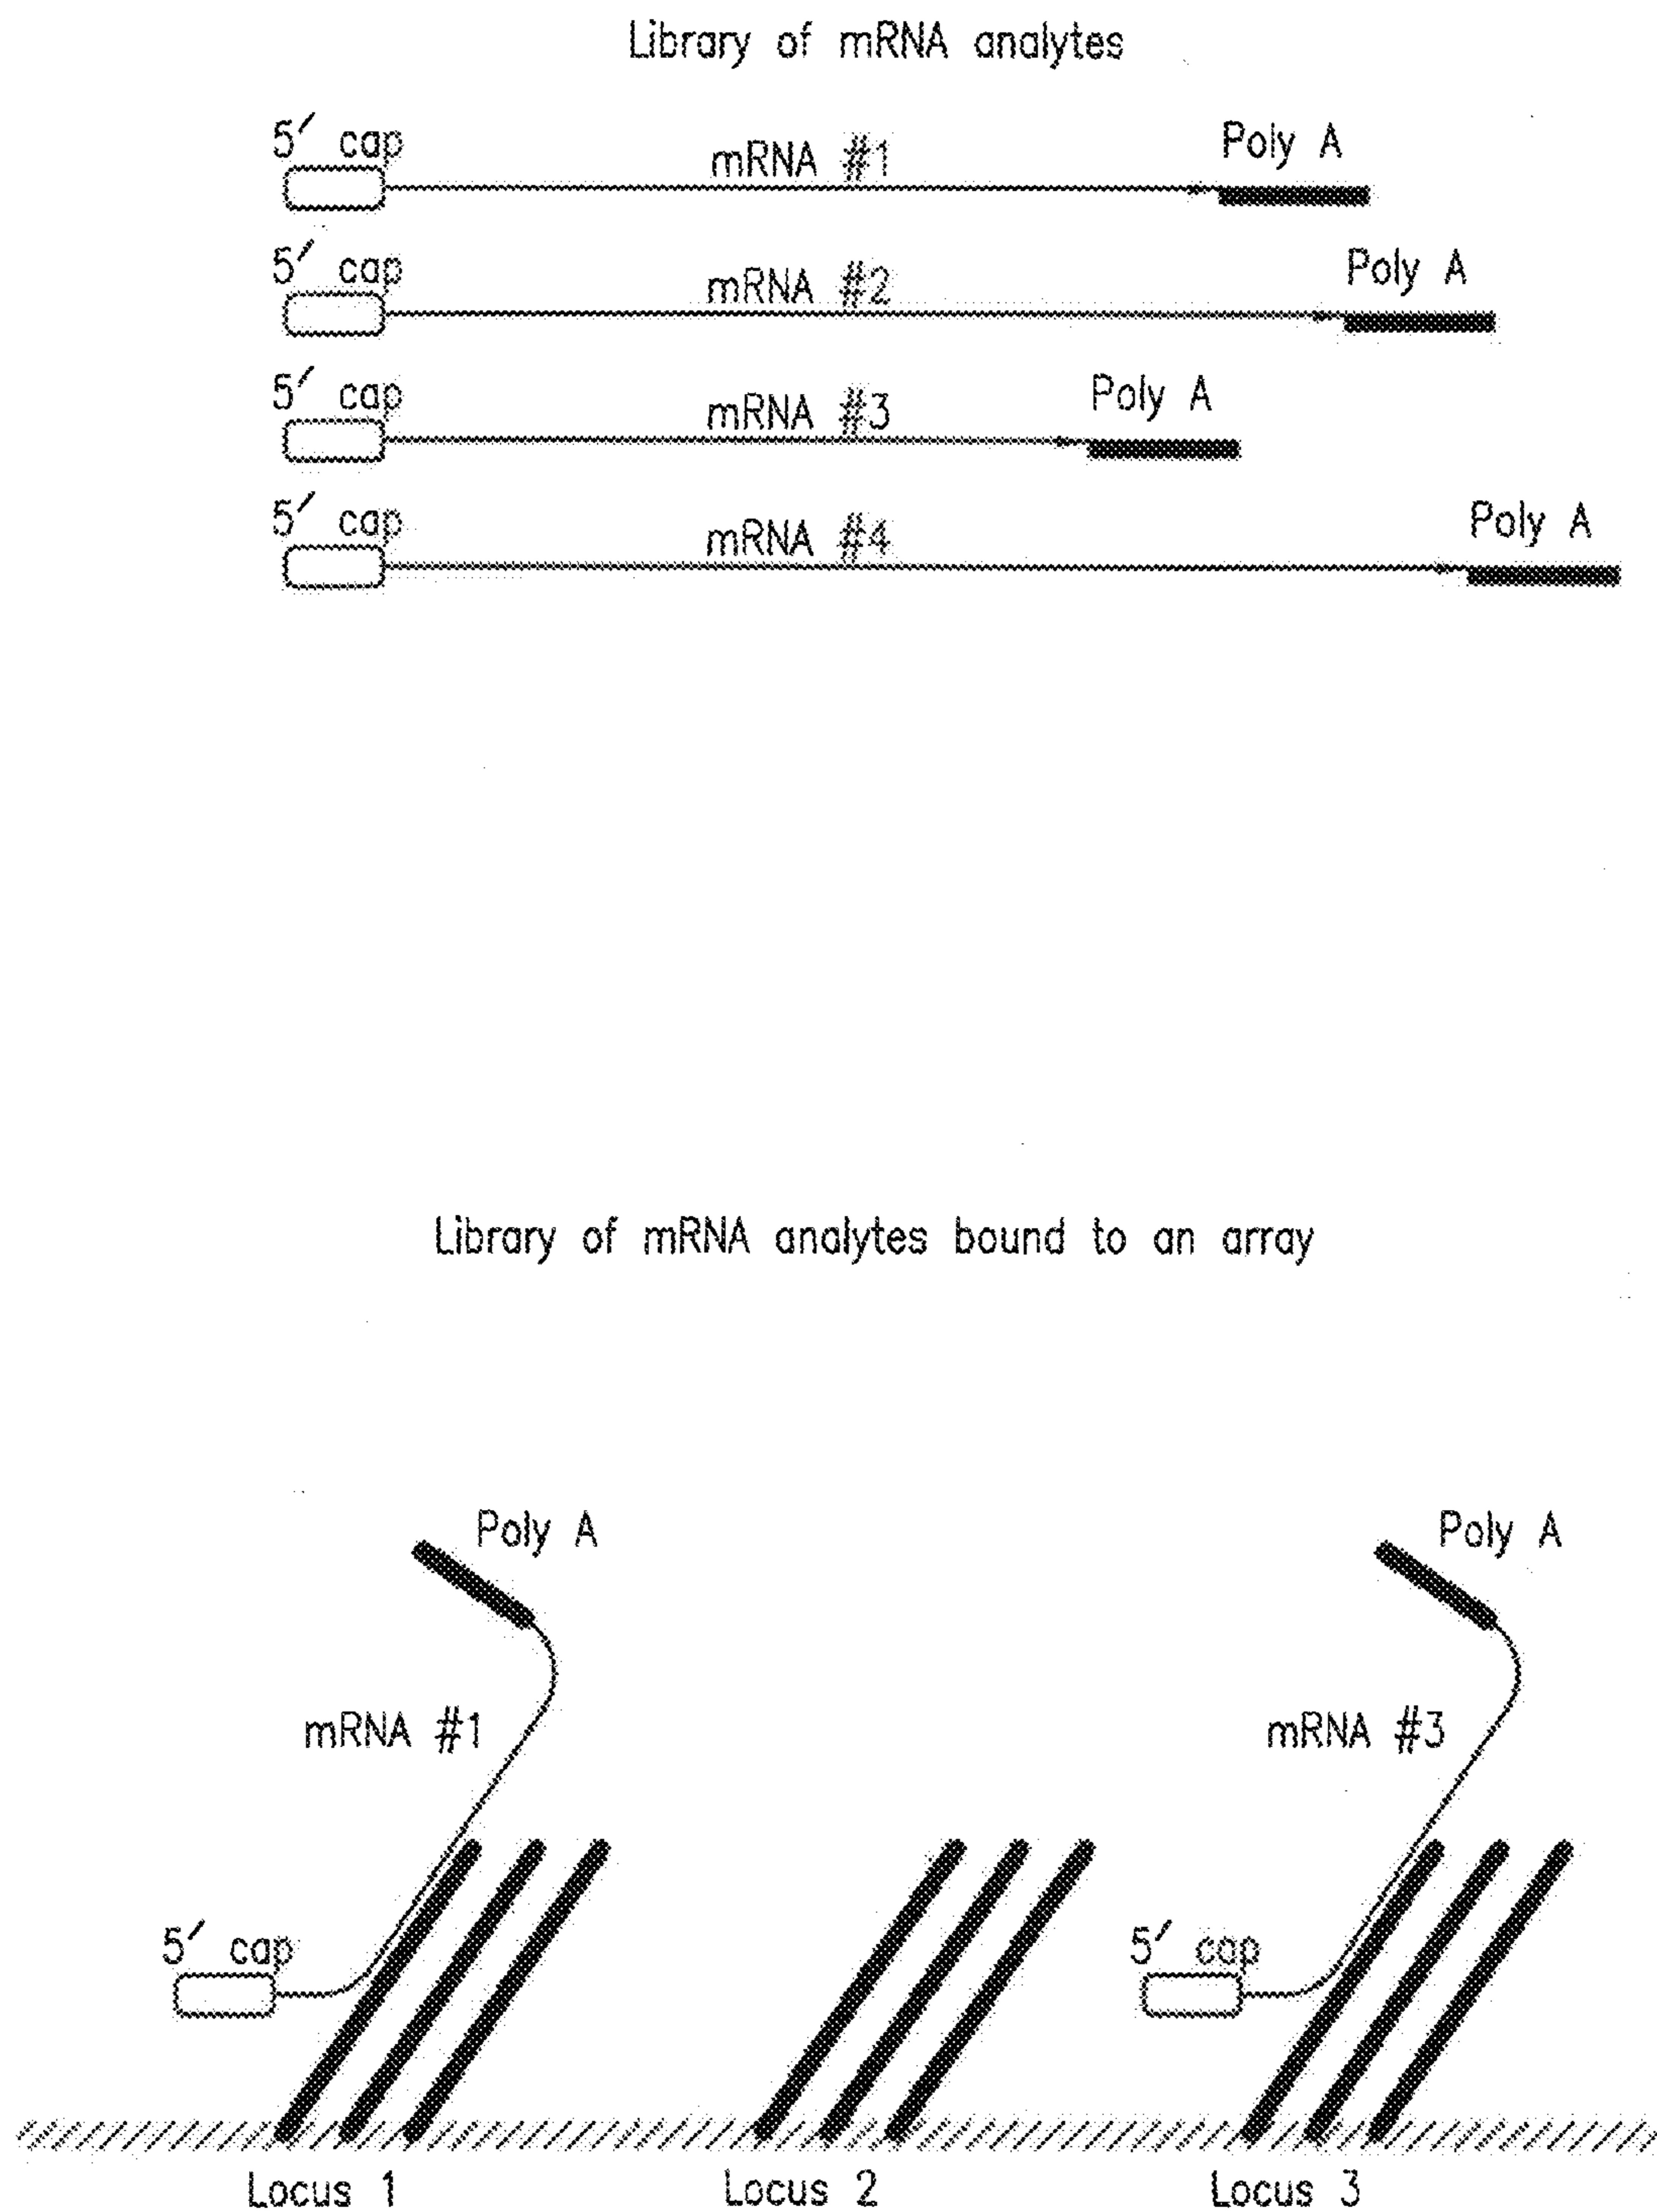 Library of mRNA analytes
5′ cap mRNA #1 Poly A
5′ cap mRNA #2 Poly A
5′ cap mRNA #3 Poly A
5′ cap mRNA #4 Poly A
Library of mRNA analytes bound to an array
Poly A Poly A
mRNA #1 mRNA #3
5′ cap 5′ cap
Locus 1 Locus 2 Locus 3